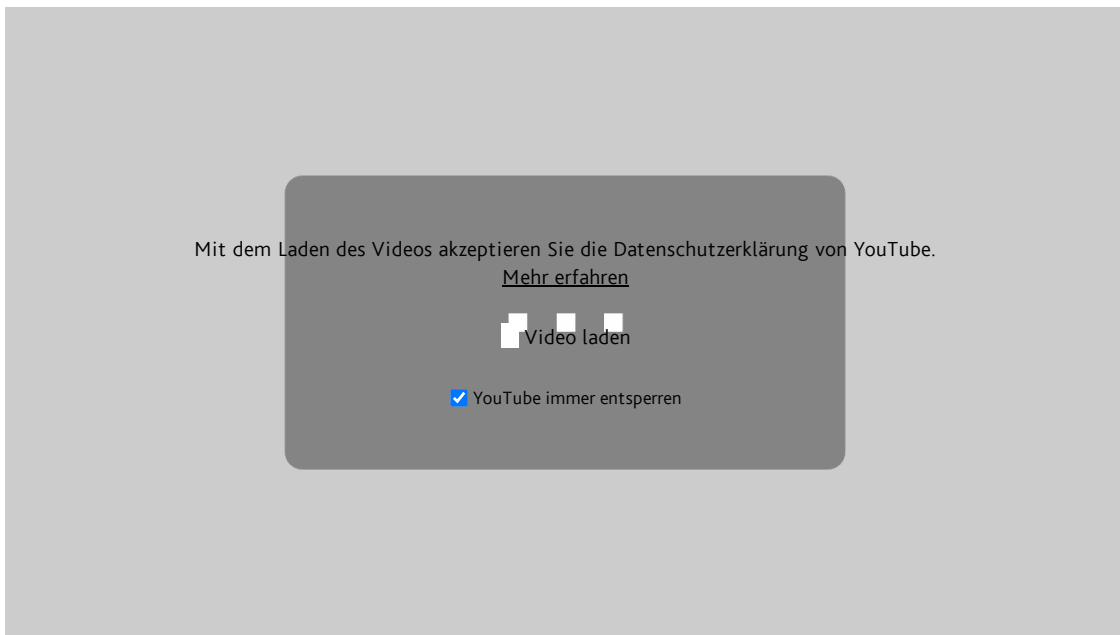 Mit dem Laden des Videos akzeptieren Sie die Datenschutzerklärung von YouTube.
Mehr erfahren
Video laden
YouTube immer entsperren